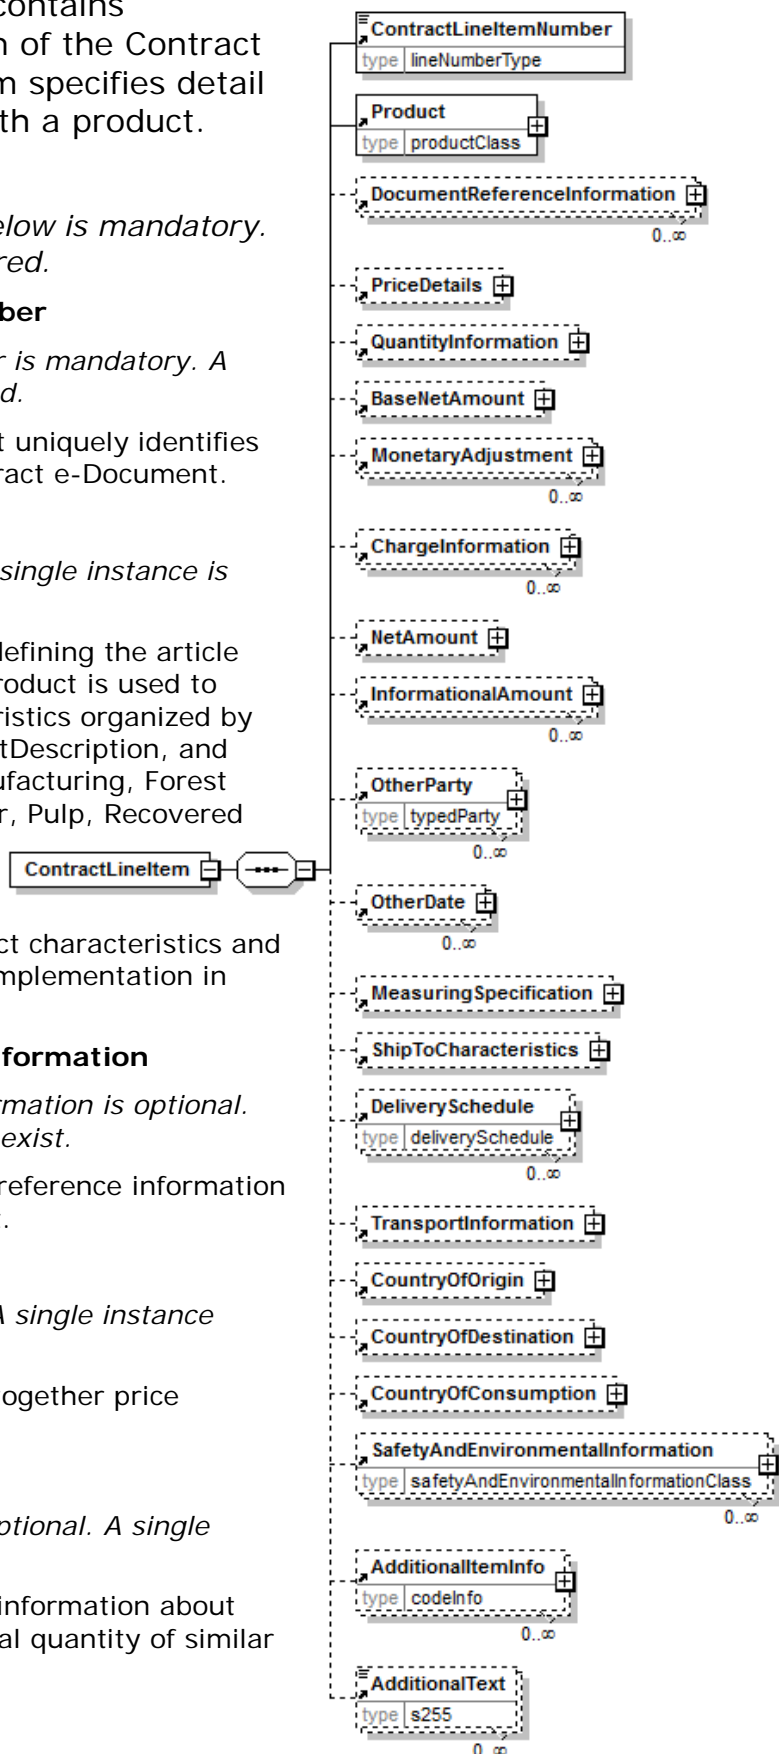 contains
n of the Contract
m specifies detail
th a product.
elow is mandatory.
red.
ber
r is mandatory. A
d.
t uniquely identifies
ract e-Document.
single instance is
defining the article
roduct is used to
ristics organized by
tDescription, and
ufacturing, Forest
r, Pulp, Recovered
ct characteristics and
mplementation in
nformation
rmation is optional.
exist.
reference information
t.
A single instance
together price
ptional. A single
information about
al quantity of similar
ContractLineItem
ContractLineItemNumber
type lineNumberType
Product
type productClass
DocumentReferenceInformation
0..∞
PriceDetails
QuantityInformation
BaseNetAmount
MonetaryAdjustment
0..∞
ChargeInformation
0..∞
NetAmount
InformationalAmount
0..∞
OtherParty
type typedParty
0..∞
OtherDate
0..∞
MeasuringSpecification
ShipToCharacteristics
DeliverySchedule
type deliverySchedule
0..∞
TransportInformation
CountryOfOrigin
CountryOfDestination
CountryOfConsumption
SafetyAndEnvironmentalInformation
type safetyAndEnvironmentalInformationClass
0..∞
AdditionalItemInfo
type codeInfo
0..∞
AdditionalText
type s255
0..∞